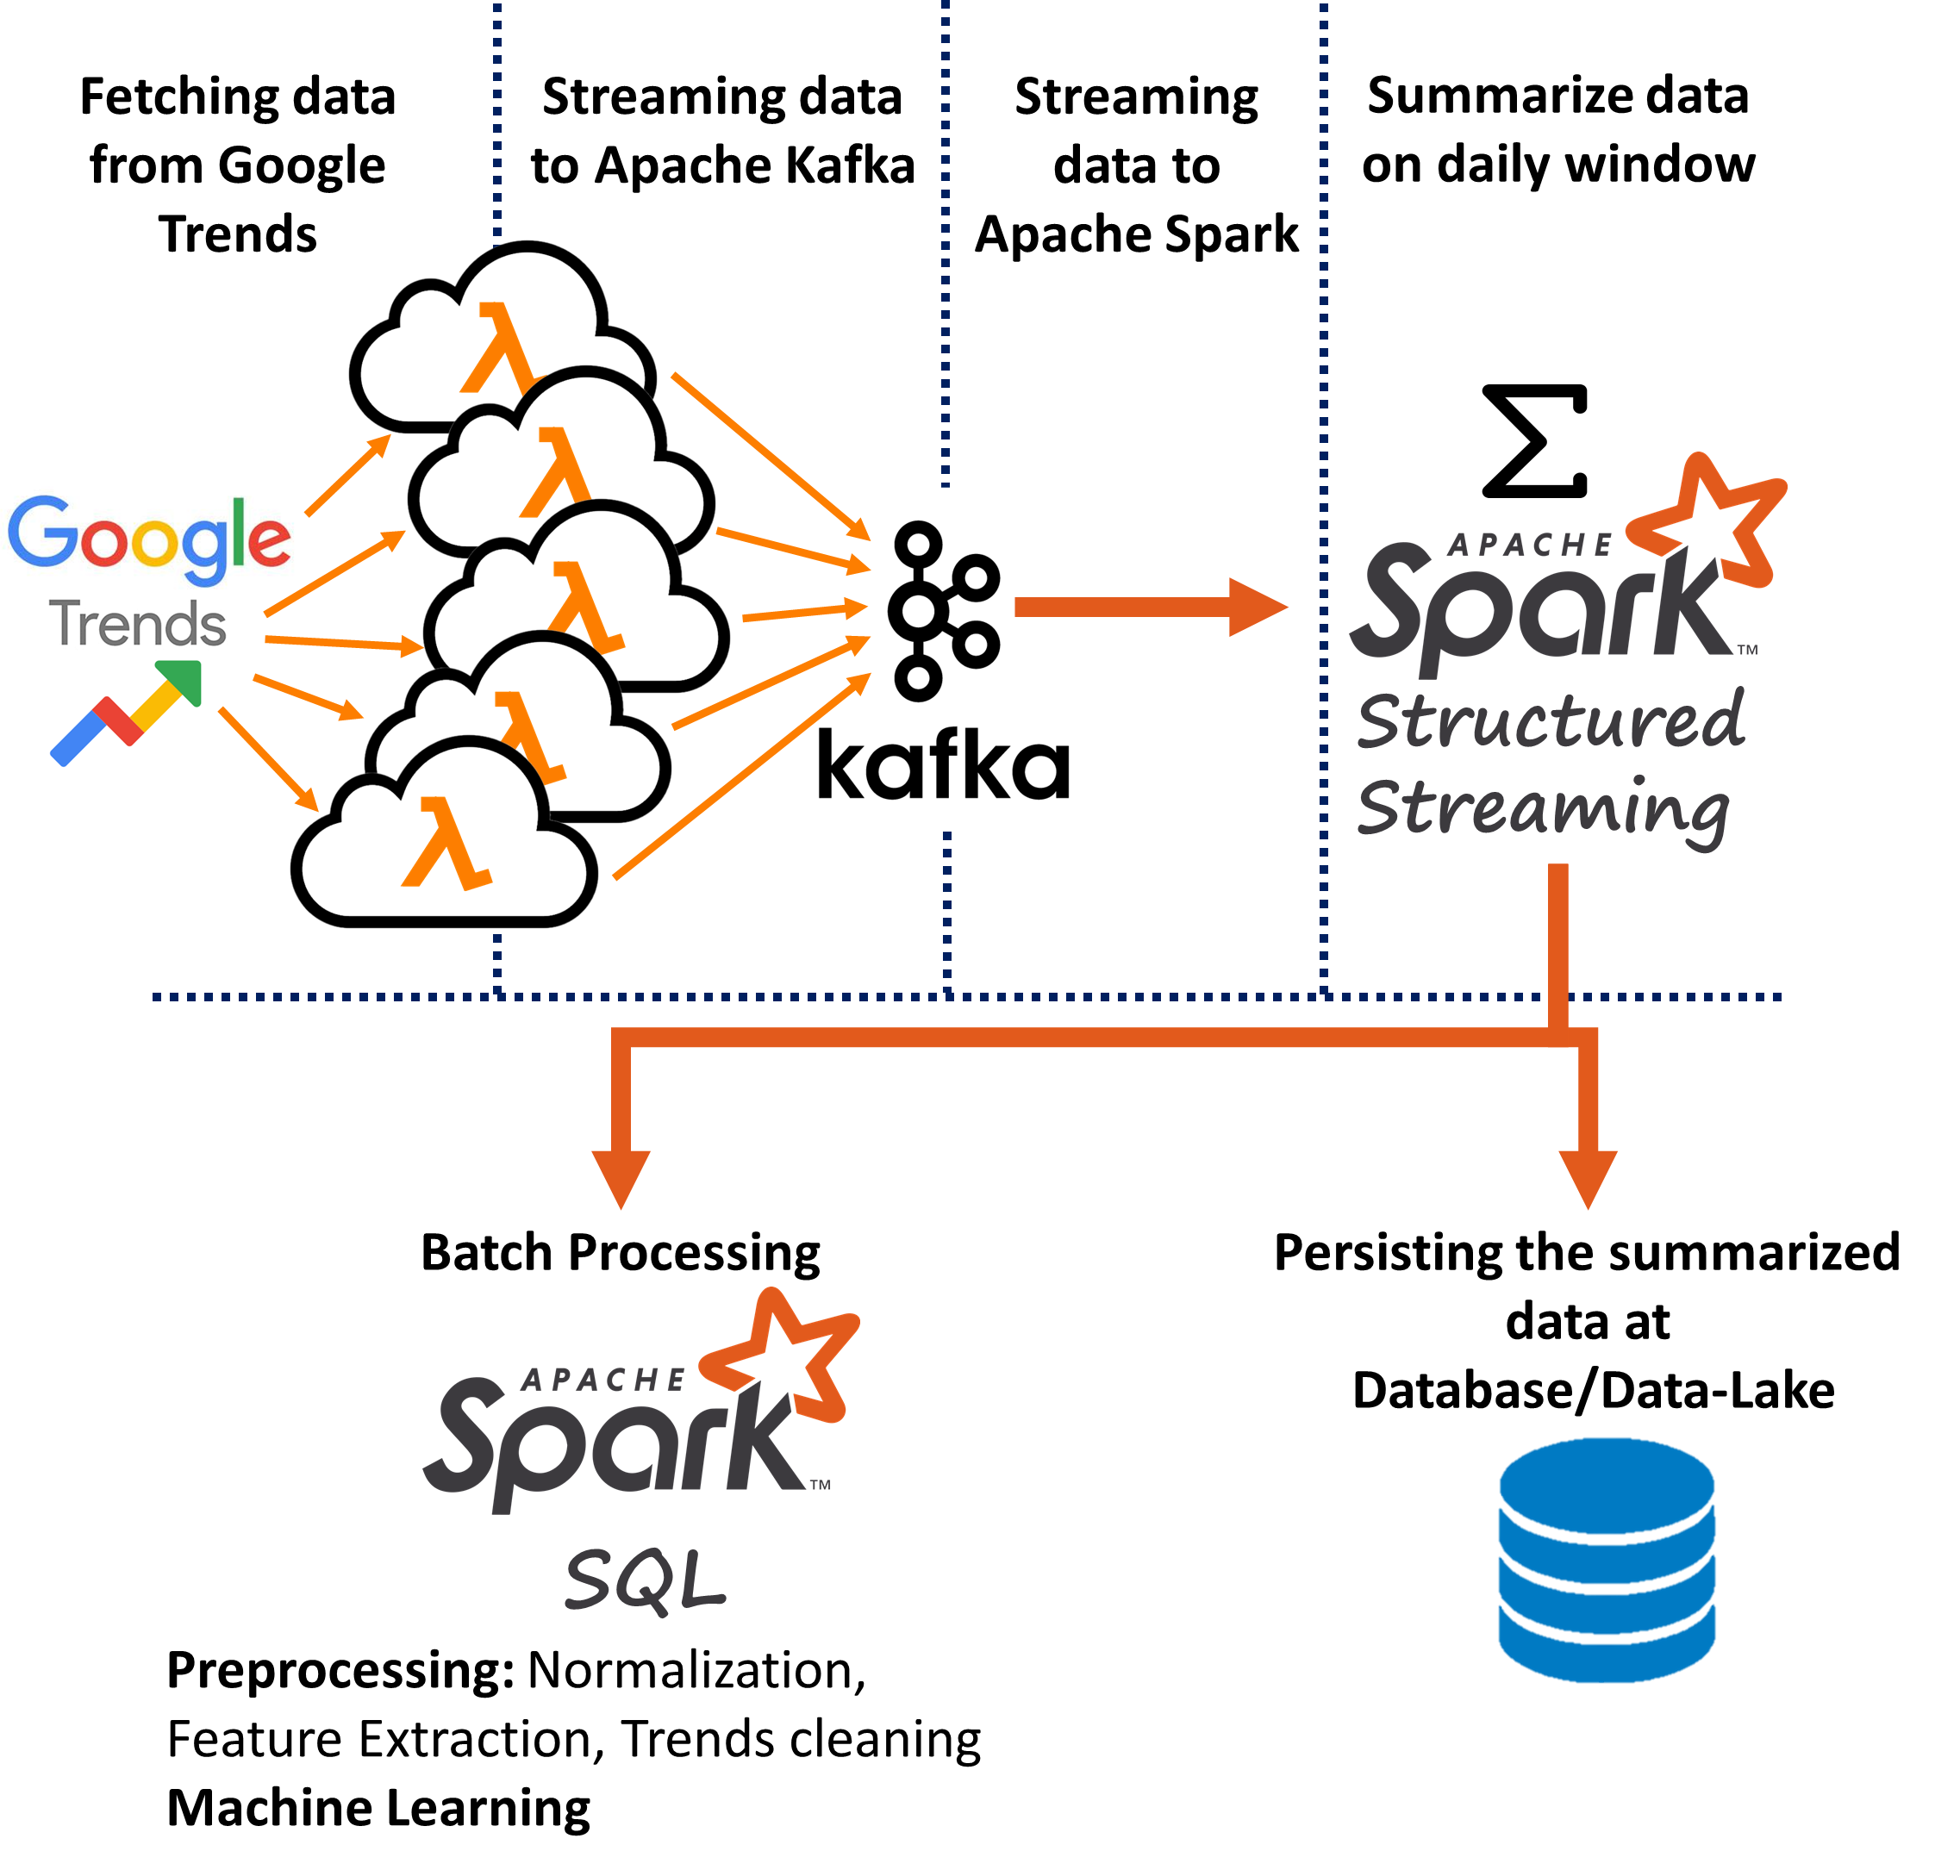 Fetching data
from Google
Trends
Streaming data
to Apache Kafka
Streaming
data to
Apache Spark
Summarize data
on daily window
Google
Trends
kafka
Σ
APACHE
Spark™
Structured
Streaming
Batch Processing
APACHE
Spark™
SQL
Preprocessing: Normalization,
Feature Extraction, Trends cleaning
Machine Learning
Persisting the summarized
data at
Database/Data-Lake